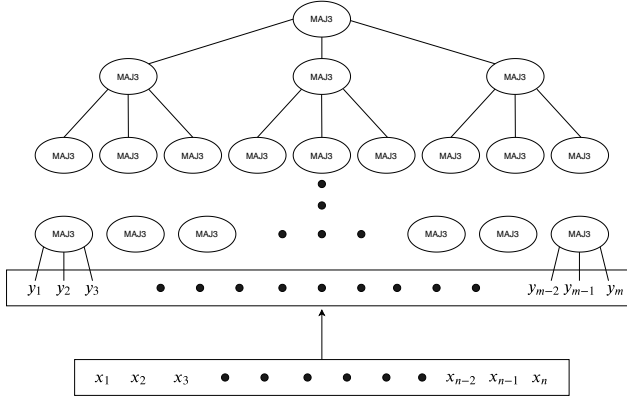 MAJ3
MAJ3 MAJ3 MAJ3
MAJ3 MAJ3 MAJ3 MAJ3 MAJ3 MAJ3 MAJ3 MAJ3 MAJ3
MAJ3 MAJ3 MAJ3 MAJ3 MAJ3 MAJ3
y₁ y₂ y₃ yₘ₋₂ yₘ₋₁ yₘ
x₁ x₂ x₃ xₙ₋₂ xₙ₋₁ xₙ